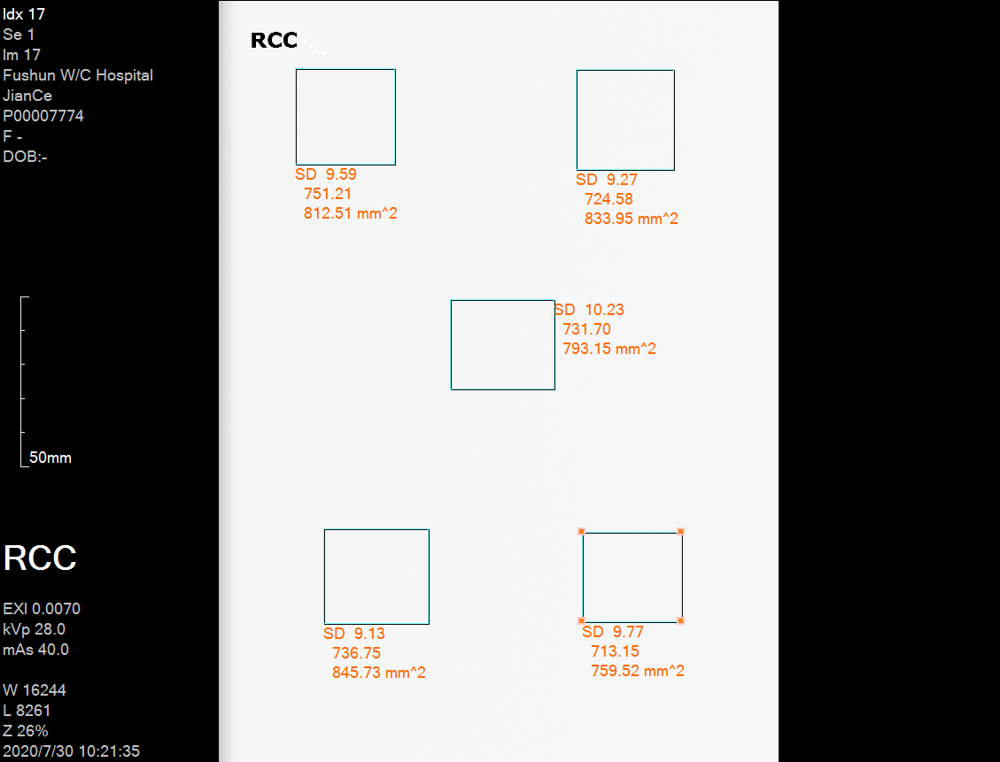 Idx 17
Se 1
Im 17
Fushun W/C Hospital
JianCe
P00007774
F -
DOB:-
RCC
SD 9.59
751.21
812.51 mm^2
SD 9.27
724.58
833.95 mm^2
SD 10.23
731.70
793.15 mm^2
50mm
SD 9.13
736.75
845.73 mm^2
SD 9.77
713.15
759.52 mm^2
RCC
EXI 0.0070
kVp 28.0
mAs 40.0
W 16244
L 8261
Z 26%
2020/7/30 10:21:35